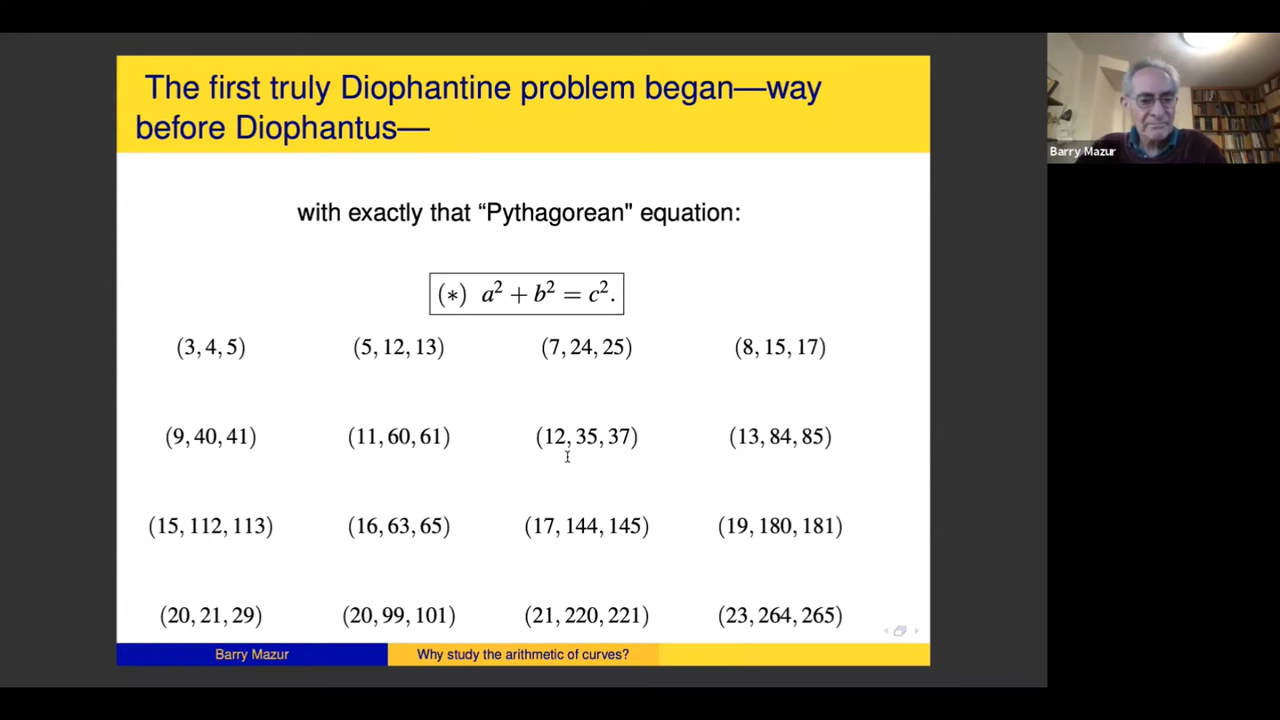 The first truly Diophantine problem began—way
before Diophantus—
with exactly that “Pythagorean" equation:
(∗) a² + b² = c².
(3, 4, 5) (5, 12, 13) (7, 24, 25) (8, 15, 17)
(9, 40, 41) (11, 60, 61) (12, 35, 37) (13, 84, 85)
(15, 112, 113) (16, 63, 65) (17, 144, 145) (19, 180, 181)
(20, 21, 29) (20, 99, 101) (21, 220, 221) (23, 264, 265)
Barry Mazur Why study the arithmetic of curves?
Barry Mazur